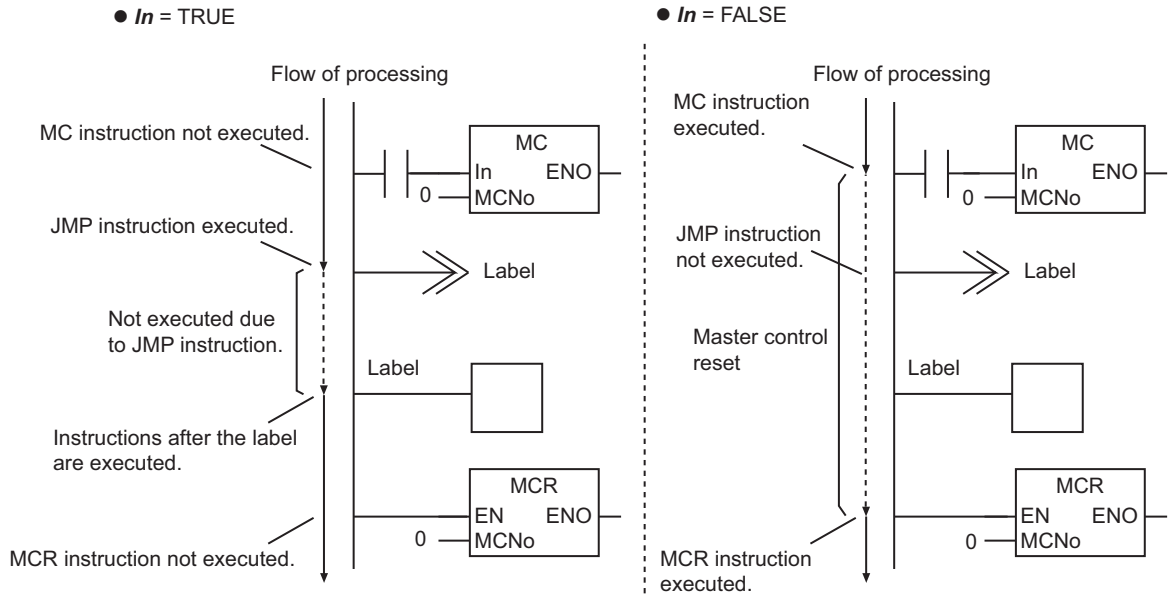 ● In = TRUE
Flow of processing
MC instruction not executed.
MC
In ENO
0 MCNo
JMP instruction executed.
Label
Not executed due
to JMP instruction.
Label
Instructions after the label
are executed.
MCR
EN ENO
0 MCNo
MCR instruction not executed.
● In = FALSE
Flow of processing
MC instruction
executed.
MC
In ENO
0 MCNo
JMP instruction
not executed.
Label
Master control
reset
Label
MCR
EN ENO
0 MCNo
MCR instruction
executed.